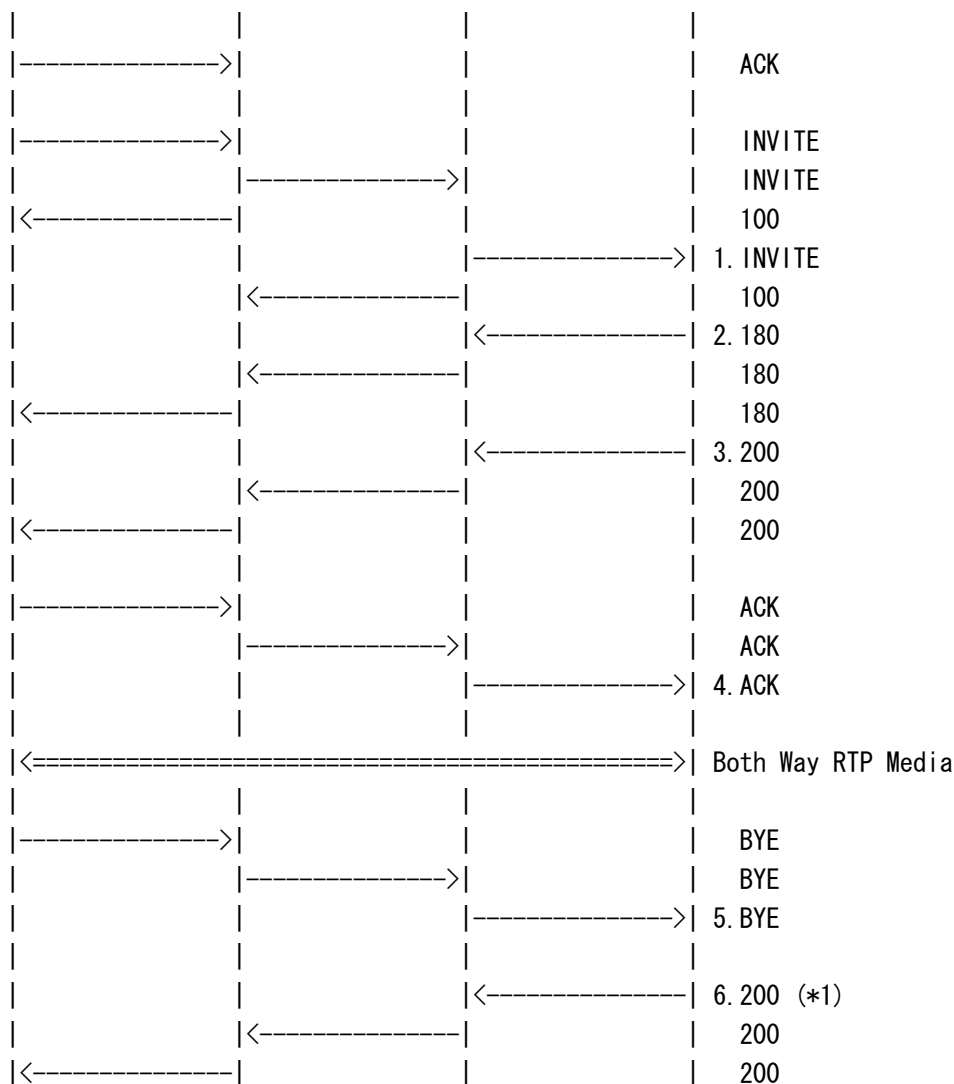 ACK
INVITE
INVITE
100
1. INVITE
100
2. 180
180
180
3. 200
200
200
ACK
ACK
4. ACK
Both Way RTP Media
BYE
BYE
5. BYE
6. 200 (*1)
200
200